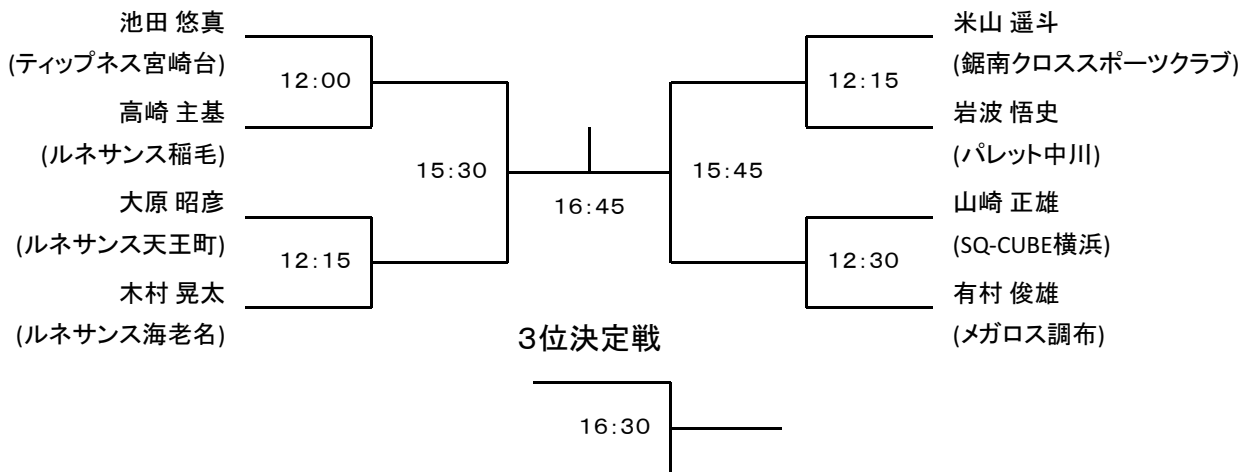 池田 悠真
(ティップネス宮崎台)
12:00
高崎 主基
(ルネサンス稲毛)
15:30
大原 昭彦
(ルネサンス天王町)
12:15
木村 晃太
(ルネサンス海老名)
16:45
米山 遥斗
(鋸南クロススポーツクラブ)
12:15
岩波 悟史
(パレット中川)
15:45
山崎 正雄
(SQ-CUBE横浜)
12:30
有村 俊雄
(メガロス調布)
3位決定戦
16:30